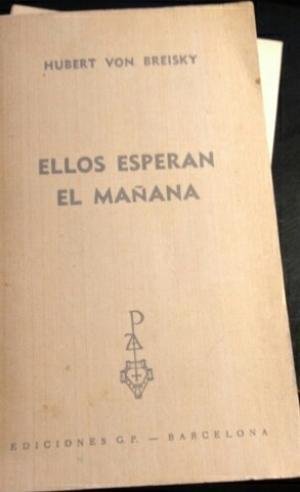 HUBERT VON BREISKY
ELLOS ESPERAN
EL MAÑANA
EDICIONES G.P. — BARCELONA